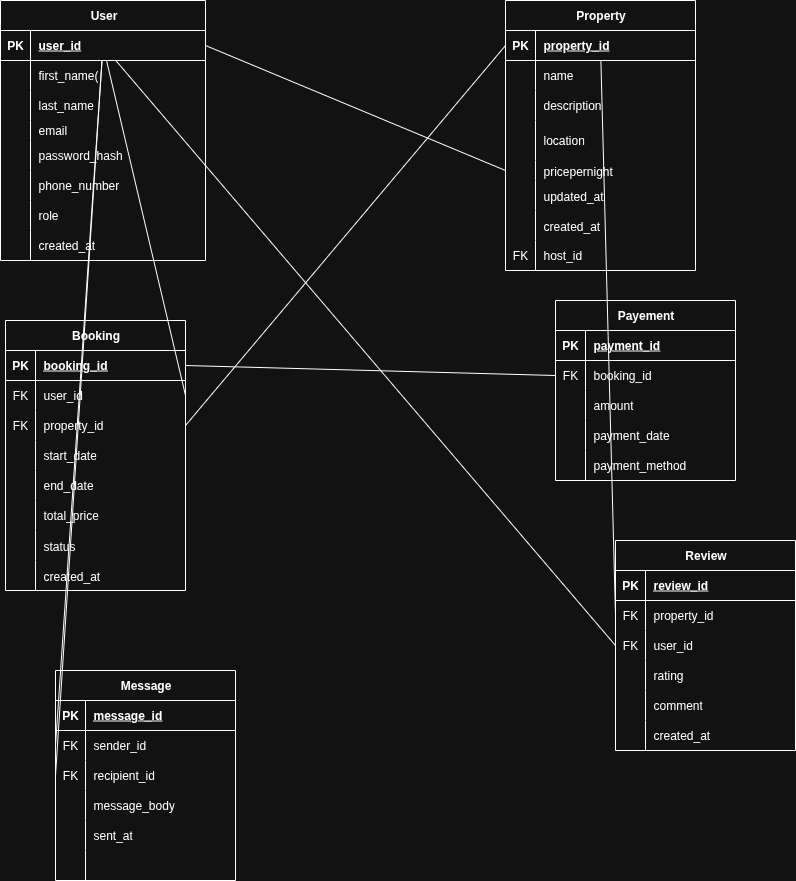 User
PK user_id
first_name(
last_name
email
password_hash
phone_number
role
created_at
Property
PK property_id
name
description
location
pricepernight
updated_at
created_at
FK host_id
Booking
PK booking_id
FK user_id
FK property_id
start_date
end_date
total_price
status
created_at
Payement
PK payment_id
FK booking_id
amount
payment_date
payment_method
Review
PK review_id
FK property_id
FK user_id
rating
comment
created_at
Message
PK message_id
FK sender_id
FK recipient_id
message_body
sent_at